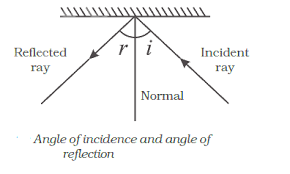 Reflected
ray
r
i
Incident
ray
Normal
Angle of incidence and angle of
reflection